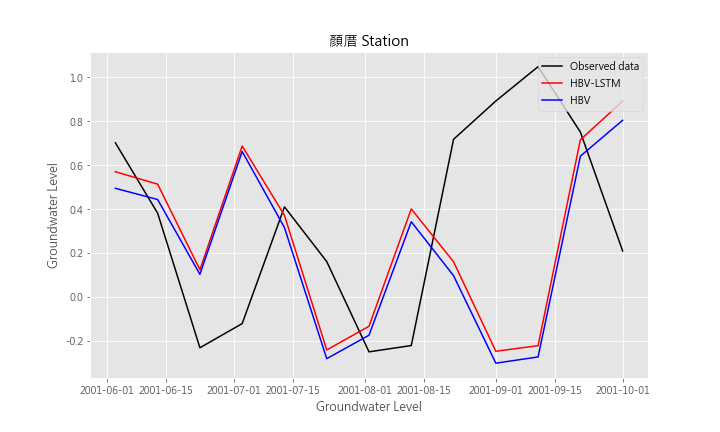 顏厝 Station
Observed data
HBV-LSTM
HBV
Groundwater Level
1.0
0.8
0.6
0.4
0.2
0.0
-0.2
2001-06-01 2001-06-15 2001-07-01 2001-07-15 2001-08-01 2001-08-15 2001-09-01 2001-09-15 2001-10-01
Groundwater Level